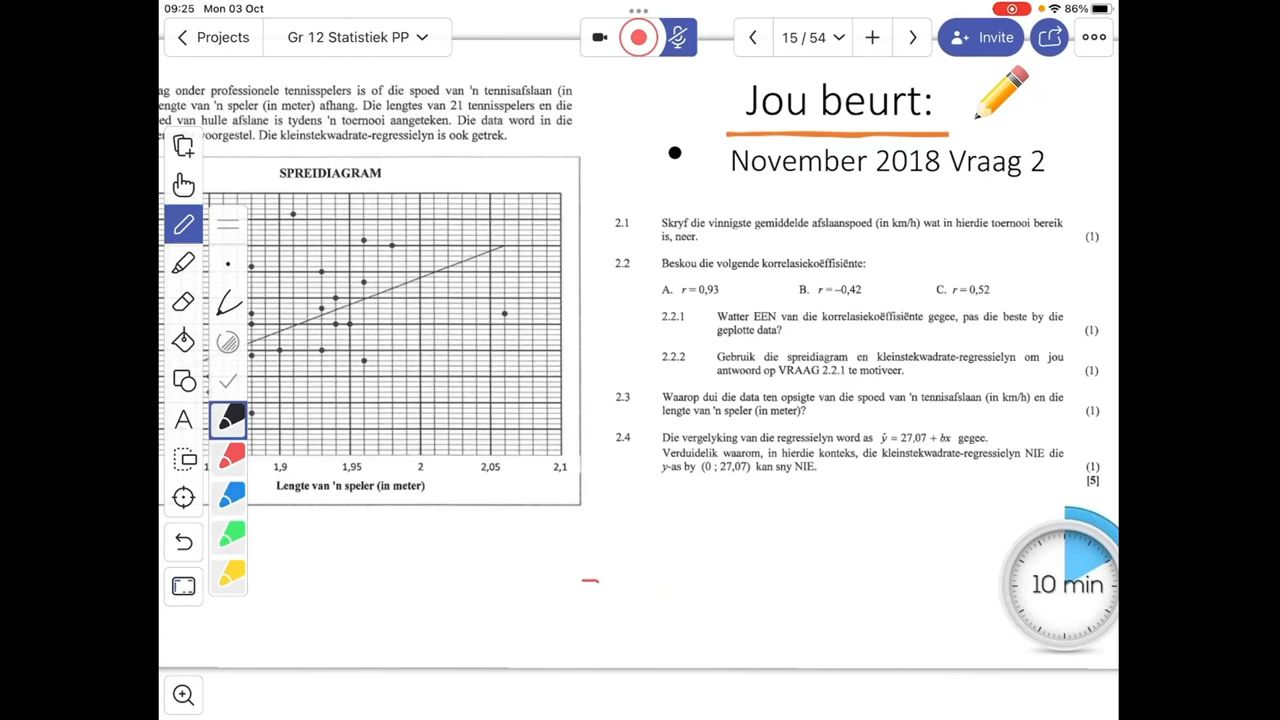 09:25 Mon 03 Oct
86%
Projects
Gr 12 Statistiek PP
15 / 54
Invite
ag onder professionele tennisspelers is of die spoed van 'n tennisafslaan (in
engte van 'n speler (in meter) afhang. Die lengtes van 21 tennisspelers en die
ed van hulle afslane is tydens 'n toernooi aangeteken. Die data word in die
voorgestel. Die kleinstekwadrate-regressielyn is ook getrek.
SPREIDIAGRAM
1,9 1,95 2 2,05 2,1
Lengte van 'n speler (in meter)
Jou beurt:
• November 2018 Vraag 2
2.1 Skryf die vinnigste gemiddelde afslaanspoed (in km/h) wat in hierdie toernooi bereik
is, neer. (1)
2.2 Beskou die volgende korrelasiekoëffisiënte:
A. r = 0,93 B. r = –0,42 C. r = 0,52
2.2.1 Watter EEN van die korrelasiekoëffisiënte gegee, pas die beste by die
geplotte data? (1)
2.2.2 Gebruik die spreidiagram en kleinstekwadrate-regressielyn om jou
antwoord op VRAAG 2.2.1 te motiveer. (1)
2.3 Waarop dui die data ten opsigte van die spoed van 'n tennisafslaan (in km/h) en die
lengte van 'n speler (in meter)? (1)
2.4 Die vergelyking van die regressielyn word as ŷ = 27,07 + bx gegee.
Verduidelik waarom, in hierdie konteks, die kleinstekwadrate-regressielyn NIE die
y-as by (0 ; 27,07) kan sny NIE. (1)
[5]
10 min
A